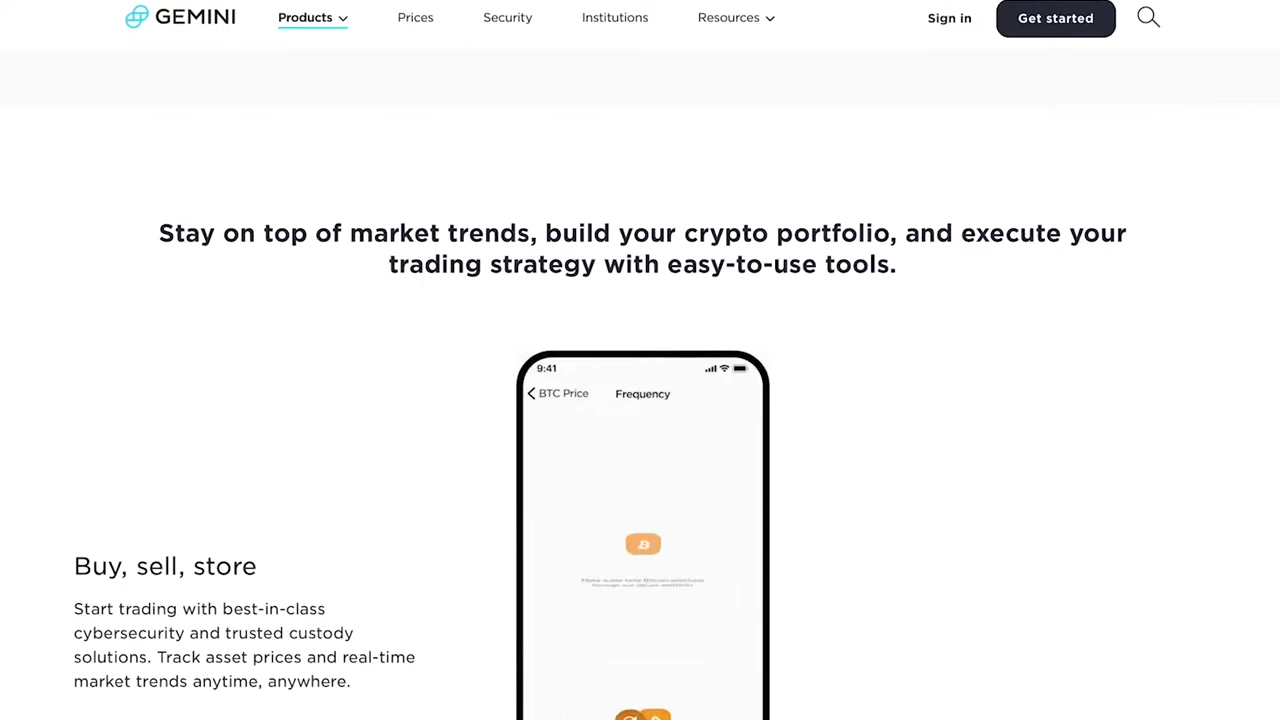 GEMINI
Products
Prices
Security
Institutions
Resources
Sign in
Get started
Stay on top of market trends, build your crypto portfolio, and execute your
trading strategy with easy-to-use tools.
9:41
BTC Price
Frequency
Buy, sell, store
Start trading with best-in-class
cybersecurity and trusted custody
solutions. Track asset prices and real-time
market trends anytime, anywhere.